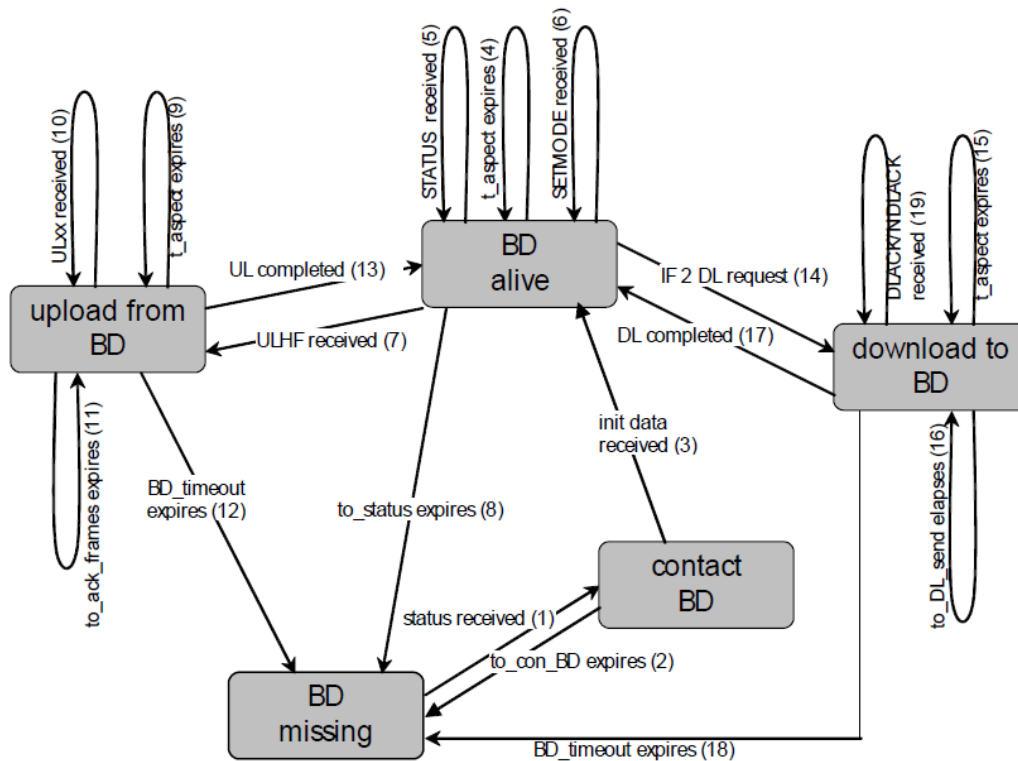 STATUS received (5)
t_aspect expires (4)
SETMODE received (6)
ULxx received (10)
t_aspect expires (9)
DLACK/NDLACK
received (19)
t_aspect expires (15)
BD
alive
UL completed (13)
IF 2 DL request (14)
upload from
BD
ULHF received (7)
DL completed (17)
download to
BD
init data
received (3)
to_ack_frames expires (11)
BD_timeout
expires (12)
to_status expires (8)
to_DL_send elapses (16)
contact
BD
status received (1)
to_con_BD expires (2)
BD
missing
BD_timeout expires (18)